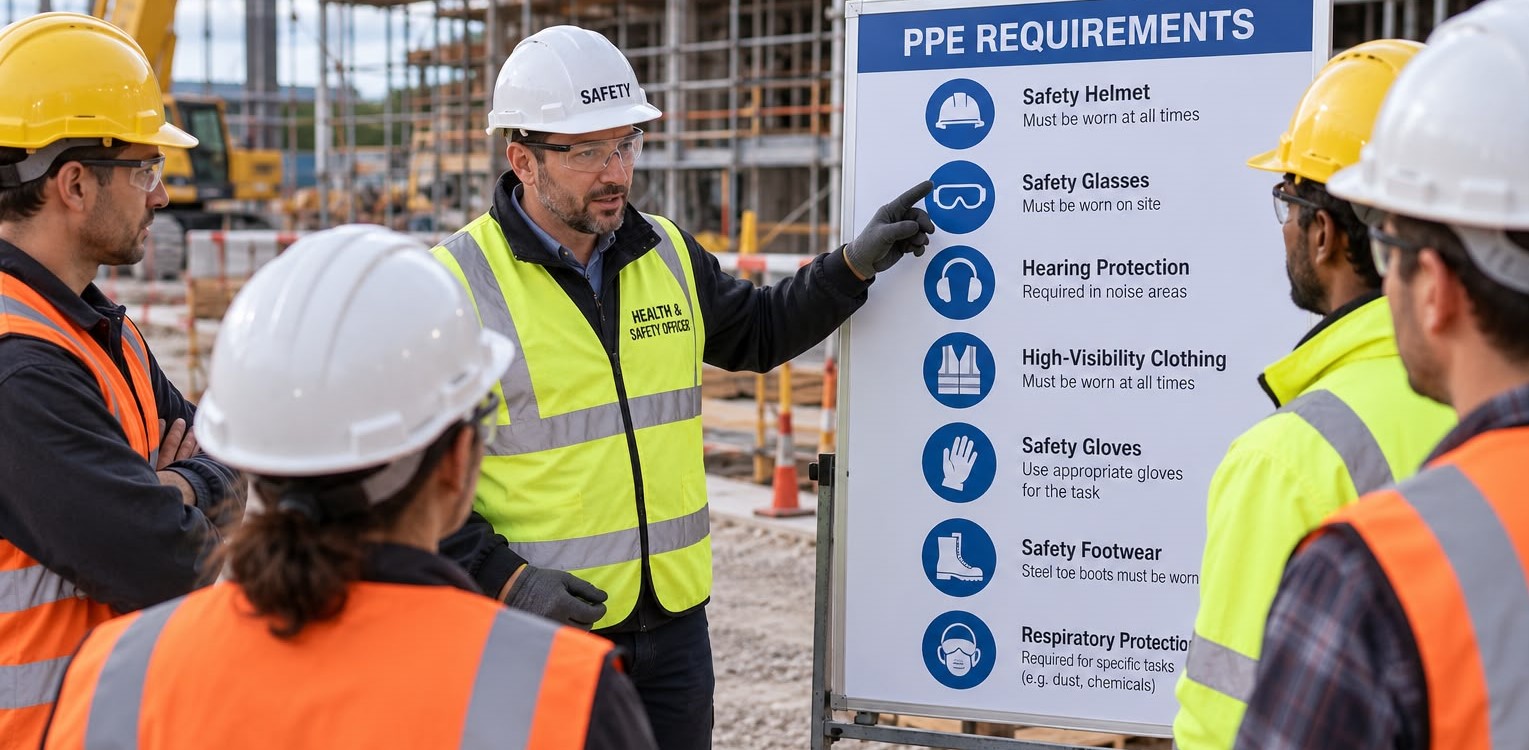 SAFETY
HEALTH &
SAFETY OFFICER
PPE REQUIREMENTS
Safety Helmet
Must be worn at all times
Safety Glasses
Must be worn on site
Hearing Protection
Required in noise areas
High-Visibility Clothing
Must be worn at all times
Safety Gloves
Use appropriate gloves
for the task
Safety Footwear
Steel toe boots must be worn
Respiratory Protectio
Required for specific tasks
(e.g. dust, chemicals)